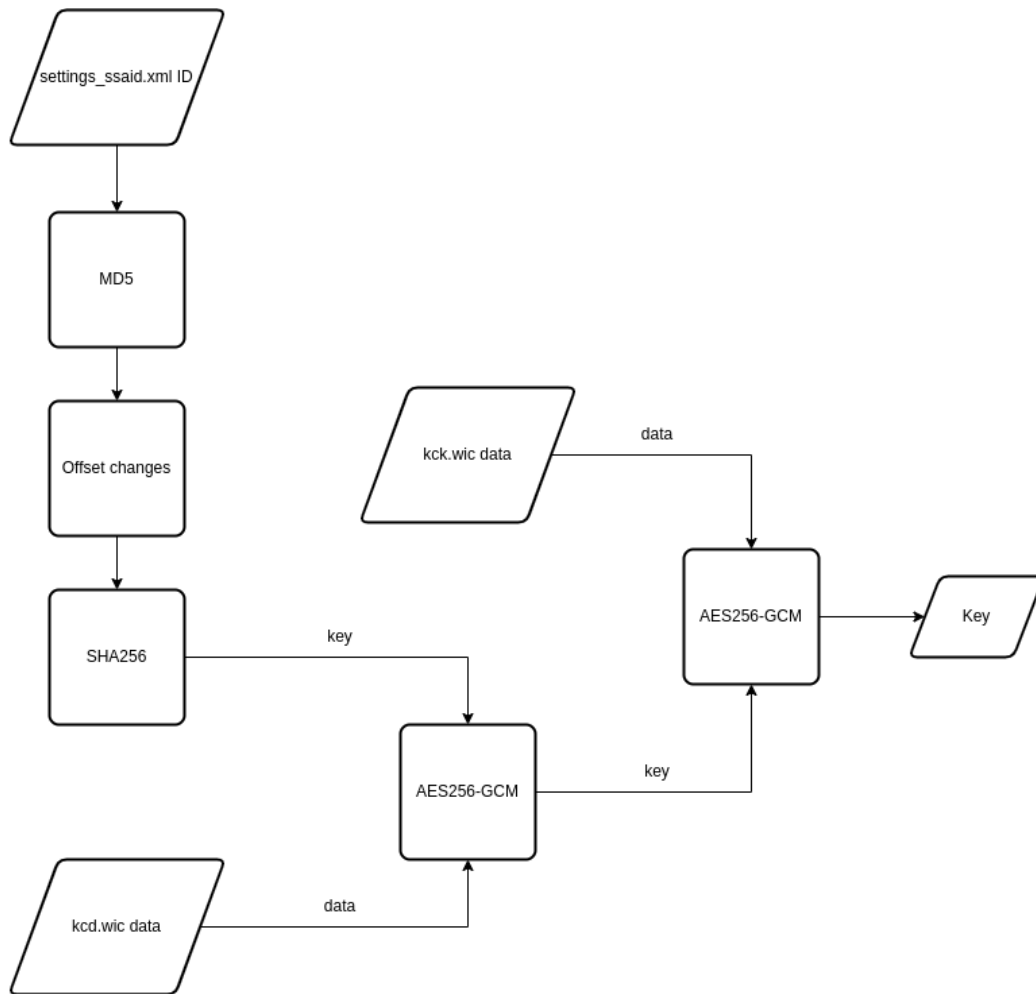 settings_ssaid.xml ID
MD5
Offset changes
kck.wic data
data
AES256-GCM
Key
SHA256
key
AES256-GCM
key
kcd.wic data
data